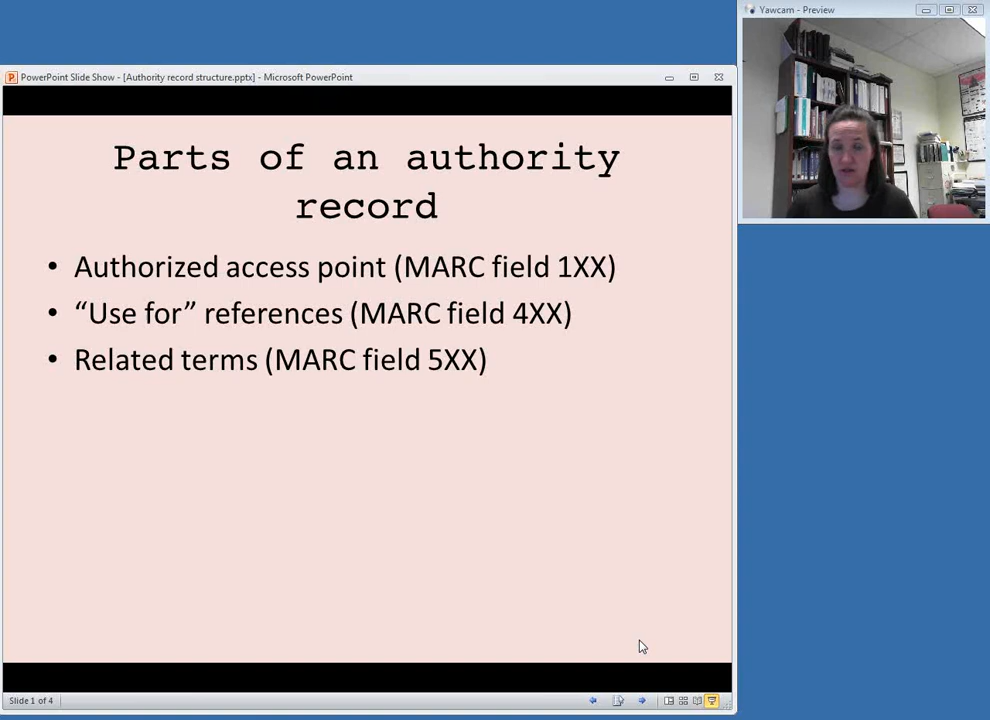 Yawcam - Preview
PowerPoint Slide Show - [Authority record structure.pptx] - Microsoft PowerPoint
Parts of an authority
record
• Authorized access point (MARC field 1XX)
• “Use for” references (MARC field 4XX)
• Related terms (MARC field 5XX)
Slide 1 of 4